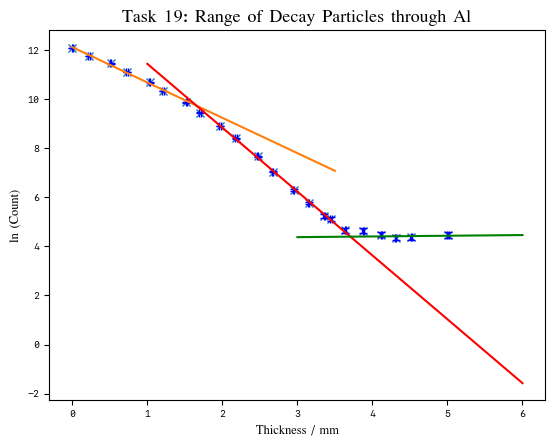 Task 19: Range of Decay Particles through Al
ln (Count)
12
10
8
6
4
2
0
−2
0 1 2 3 4 5 6
Thickness / mm